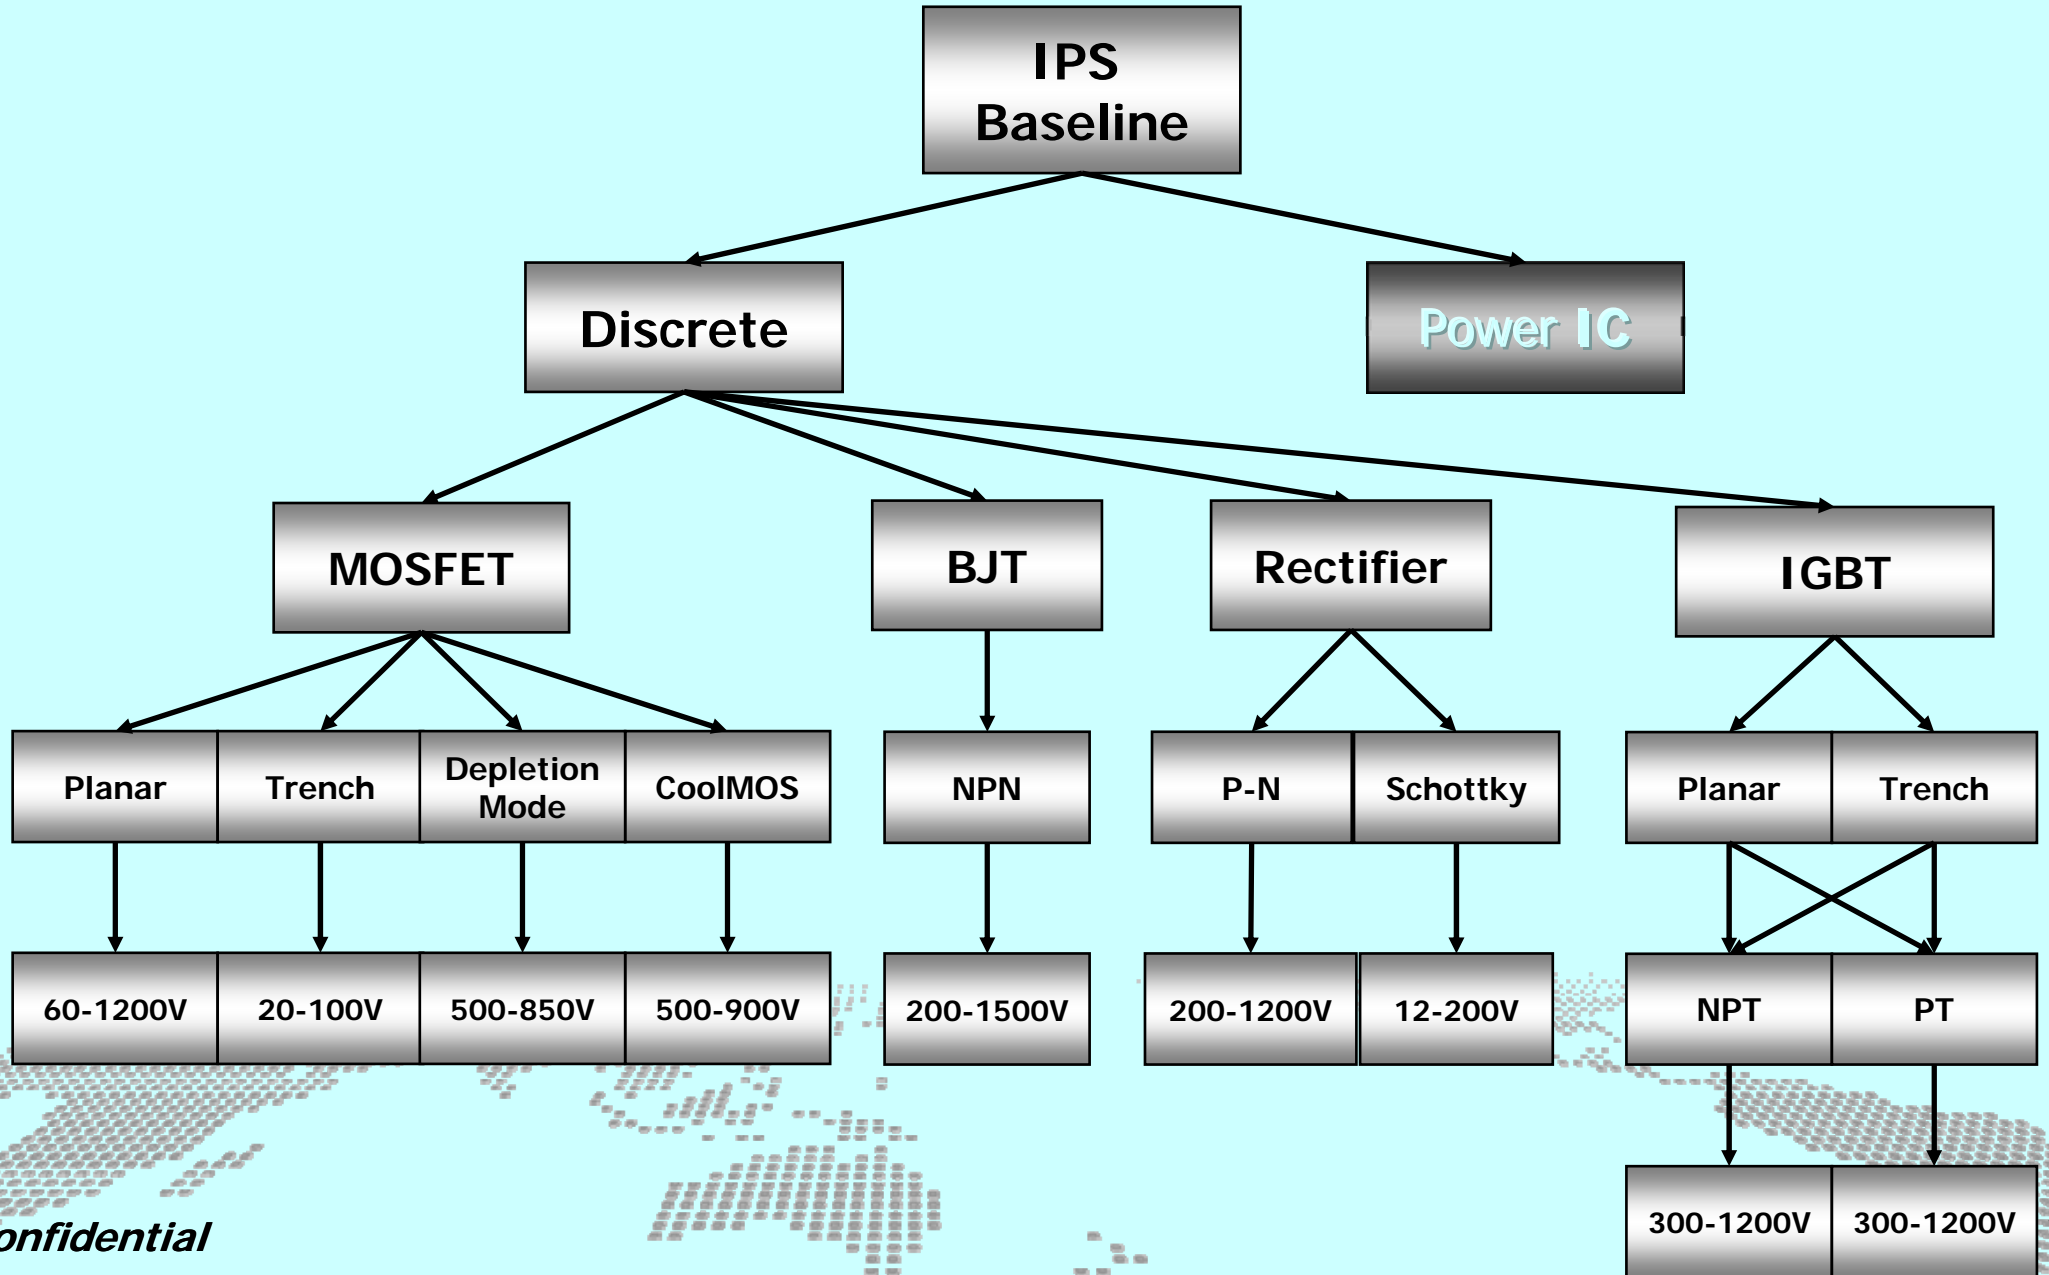 IPS
Baseline
Discrete
Power IC
MOSFET
BJT
Rectifier
IGBT
Planar
Trench
Depletion
Mode
CoolMOS
NPN
P-N
Schottky
Planar
Trench
60-1200V
20-100V
500-850V
500-900V
200-1500V
200-1200V
12-200V
NPT
PT
300-1200V
300-1200V
onfidential